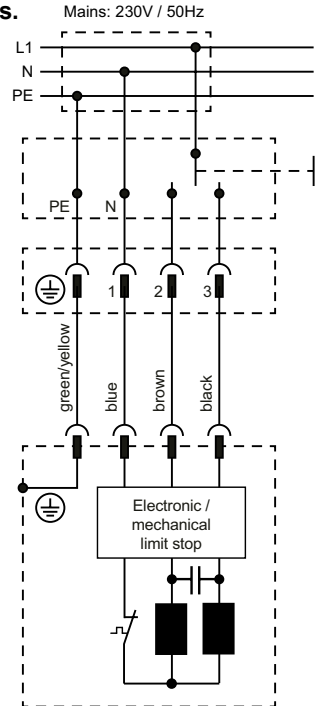 s.
Mains: 230V / 50Hz
L1
N
PE
PE N
1 2 3
green/yellow
blue
brown
black
Electronic /
mechanical
limit stop